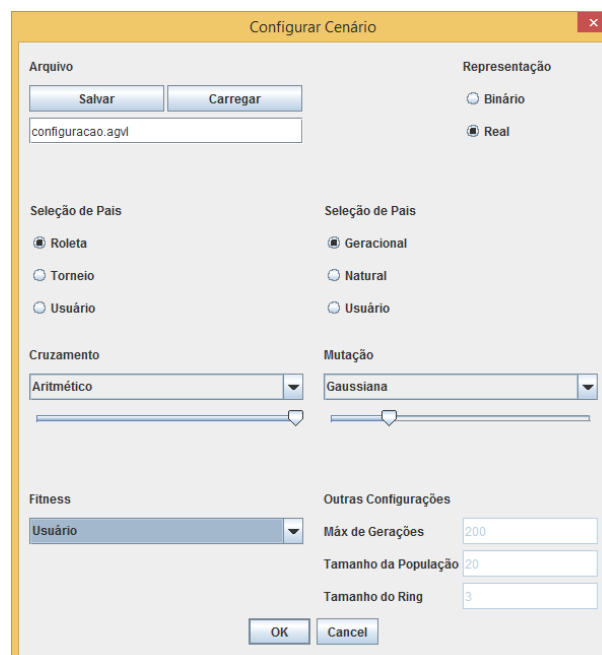 Configurar Cenário
x
Arquivo
Representação
Salvar
Carregar
Binário
configuracao.agvl
Real
Seleção de Pais
Seleção de Pais
Roleta
Geracional
Torneio
Natural
Usuário
Usuário
Cruzamento
Mutação
Aritmético
Gaussiana
Fitness
Outras Configurações
Usuário
Máx de Gerações
200
Tamanho da População
20
Tamanho do Ring
3
OK
Cancel